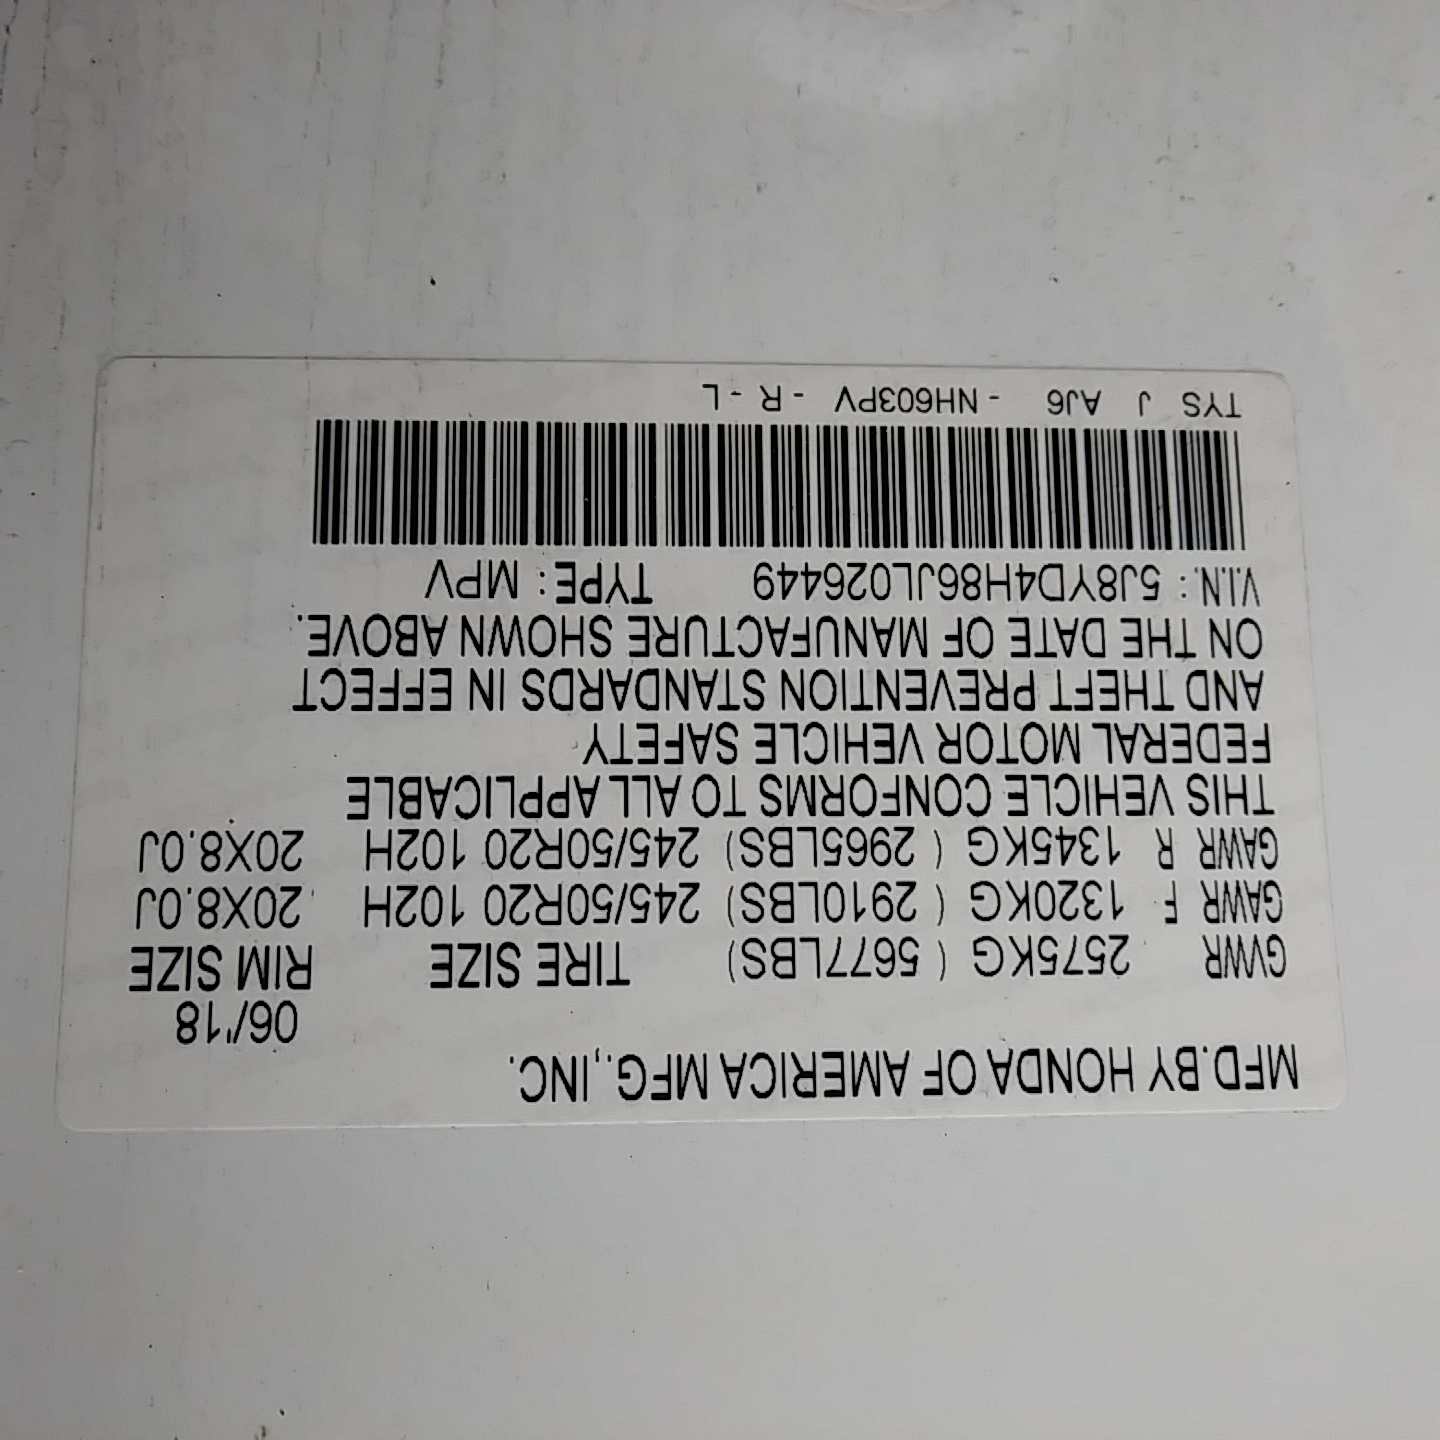 MFD.BY HONDA OF AMERICA MFG.,INC.
06/'18
GVWR 2575KG ( 5677LBS) TIRE SIZE RIM SIZE
GAWR F 1320KG ( 2910LBS) 245/50R20 102H 20X8.0J
GAWR R 1345KG ( 2965LBS) 245/50R20 102H 20X8.0J
THIS VEHICLE CONFORMS TO ALL APPLICABLE
FEDERAL MOTOR VEHICLE SAFETY
AND THEFT PREVENTION STANDARDS IN EFFECT
ON THE DATE OF MANUFACTURE SHOWN ABOVE.
V.I.N.: 5J8YD4H86JL026449 TYPE: MPV
TYS J AJ6 - NH603PV - R - L